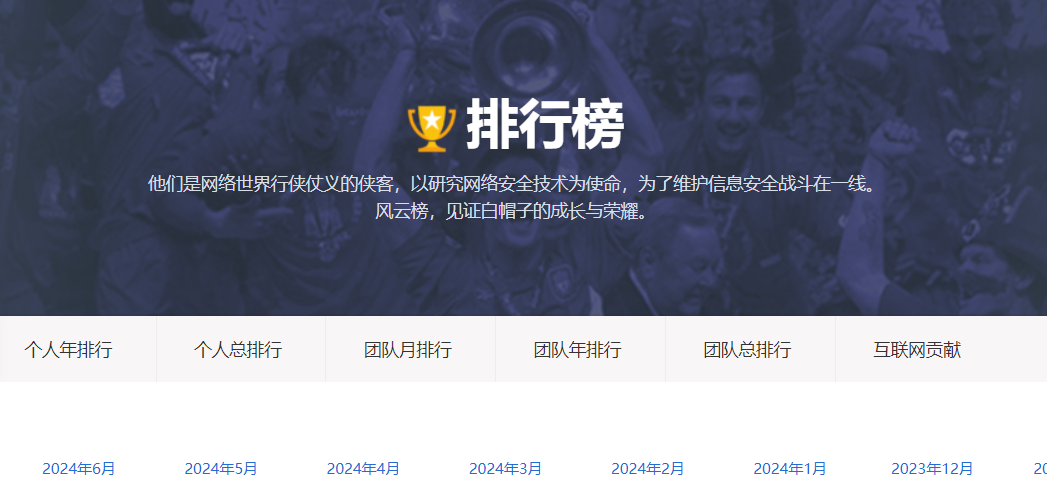 排行榜
他们是网络世界行侠仗义的侠客，以研究网络安全技术为使命，为了维护信息安全战斗在一线。
风云榜，见证白帽子的成长与荣耀。
个人年排行 个人总排行 团队月排行 团队年排行 团队总排行 互联网贡献
2024年6月 2024年5月 2024年4月 2024年3月 2024年2月 2024年1月 2023年12月